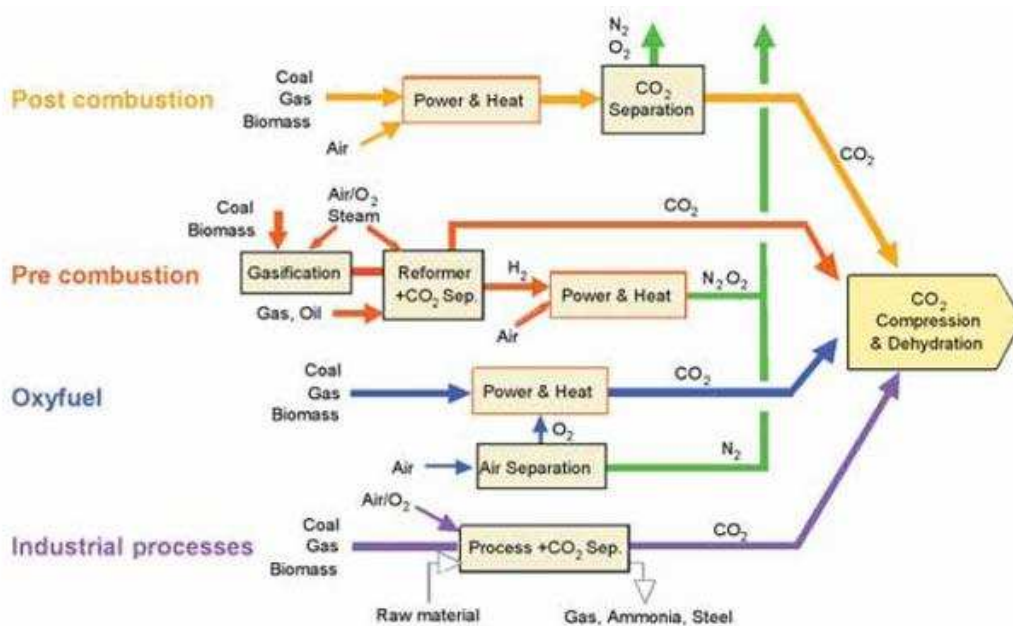 N₂
O₂
Post combustion
Coal
Gas
Biomass
Air
Power & Heat
CO₂
Separation
CO₂
Pre combustion
Coal
Biomass
Air/O₂
Steam
Gasification
Gas, Oil
Reformer
+CO₂ Sep.
H₂
Air
Power & Heat
N₂O₂
CO₂
CO₂
Compression
& Dehydration
Oxyfuel
Coal
Gas
Biomass
Power & Heat
CO₂
O₂
Air
Air Separation
N₂
Industrial processes
Air/O₂
Coal
Gas
Biomass
Process +CO₂ Sep.
CO₂
Raw material
Gas, Ammonia, Steel